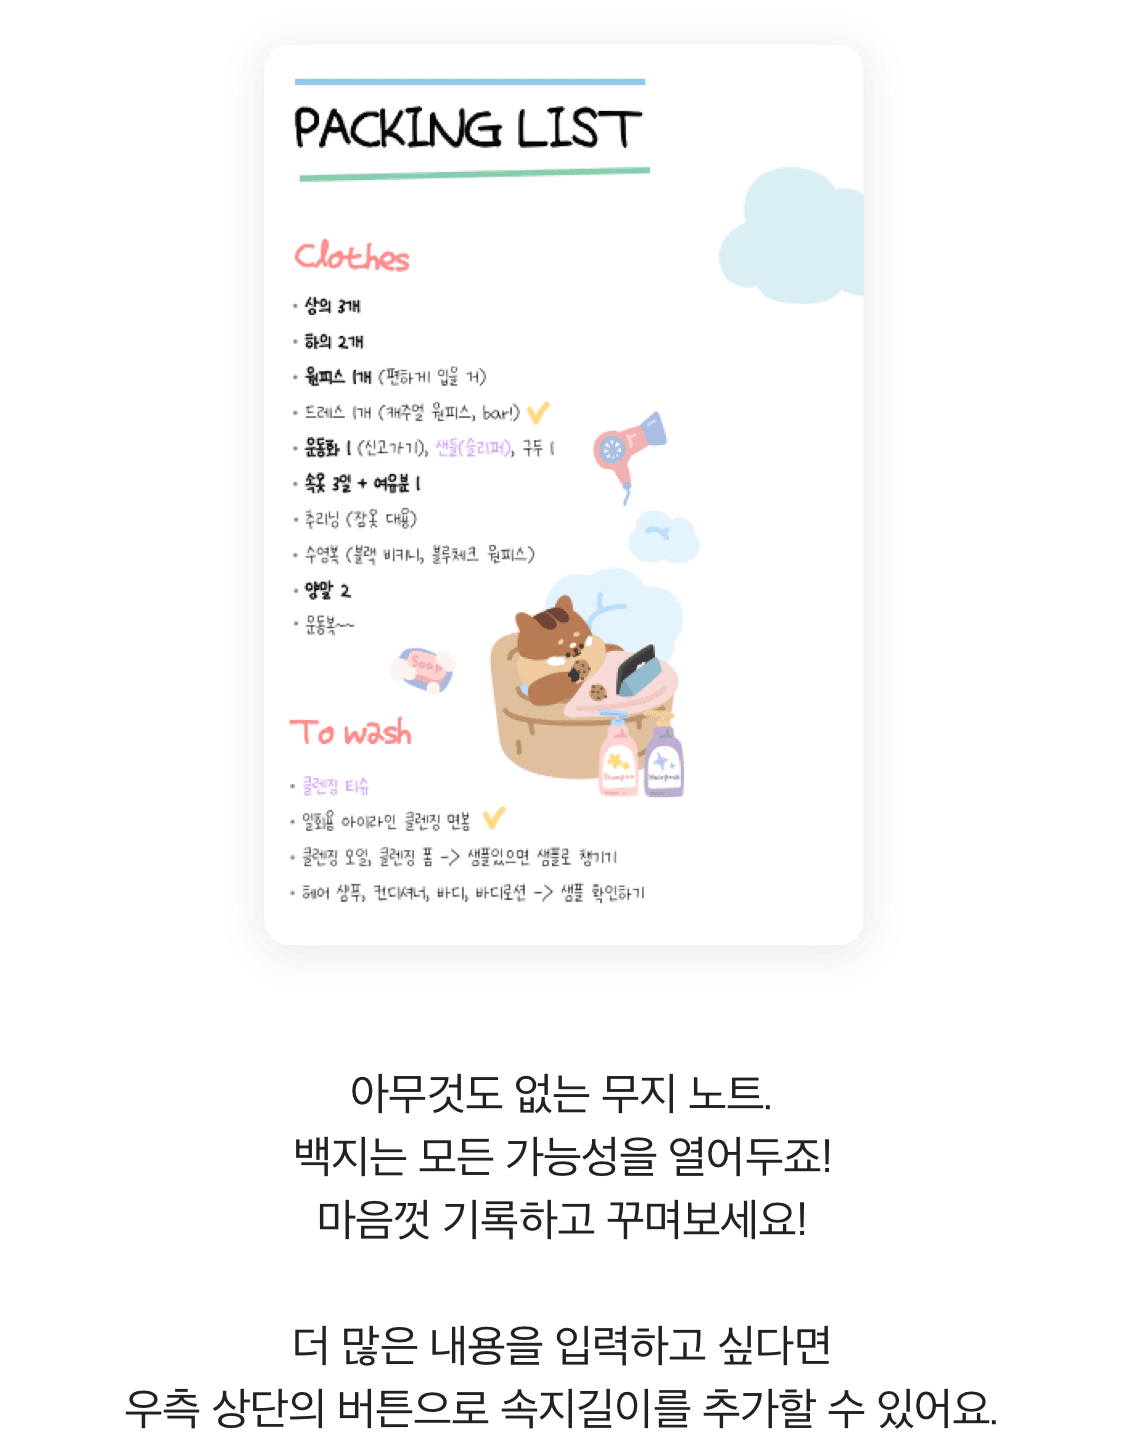 PACKING LIST
Clothes
• 상의 3개
• 하의 2개
• 원피스 1개 (편하게 입을 거)
• 드레스 1개 (캐주얼 원피스, bar!)
• 운동화 1 (신고가기), 샌들(슬리퍼), 구두 1
• 속옷 3일 + 여유분 1
• 추리닝 (잠옷 대용)
• 수영복 (블랙 비키니, 블루체크 원피스)
• 양말 2
• 운동복~~
Soap
To wash
Shampoo
Hairpack
• 클렌징 티슈
• 일회용 아이라인 클렌징 면봉
• 클렌징 오일, 클렌징 폼 -> 샘플있으면 샘플로 챙기기
• 헤어 샴푸, 컨디셔너, 바디, 바디로션 -> 샘플 확인하기
아무것도 없는 무지 노트.
백지는 모든 가능성을 열어두죠!
마음껏 기록하고 꾸며보세요!
더 많은 내용을 입력하고 싶다면
우측 상단의 버튼으로 속지길이를 추가할 수 있어요.